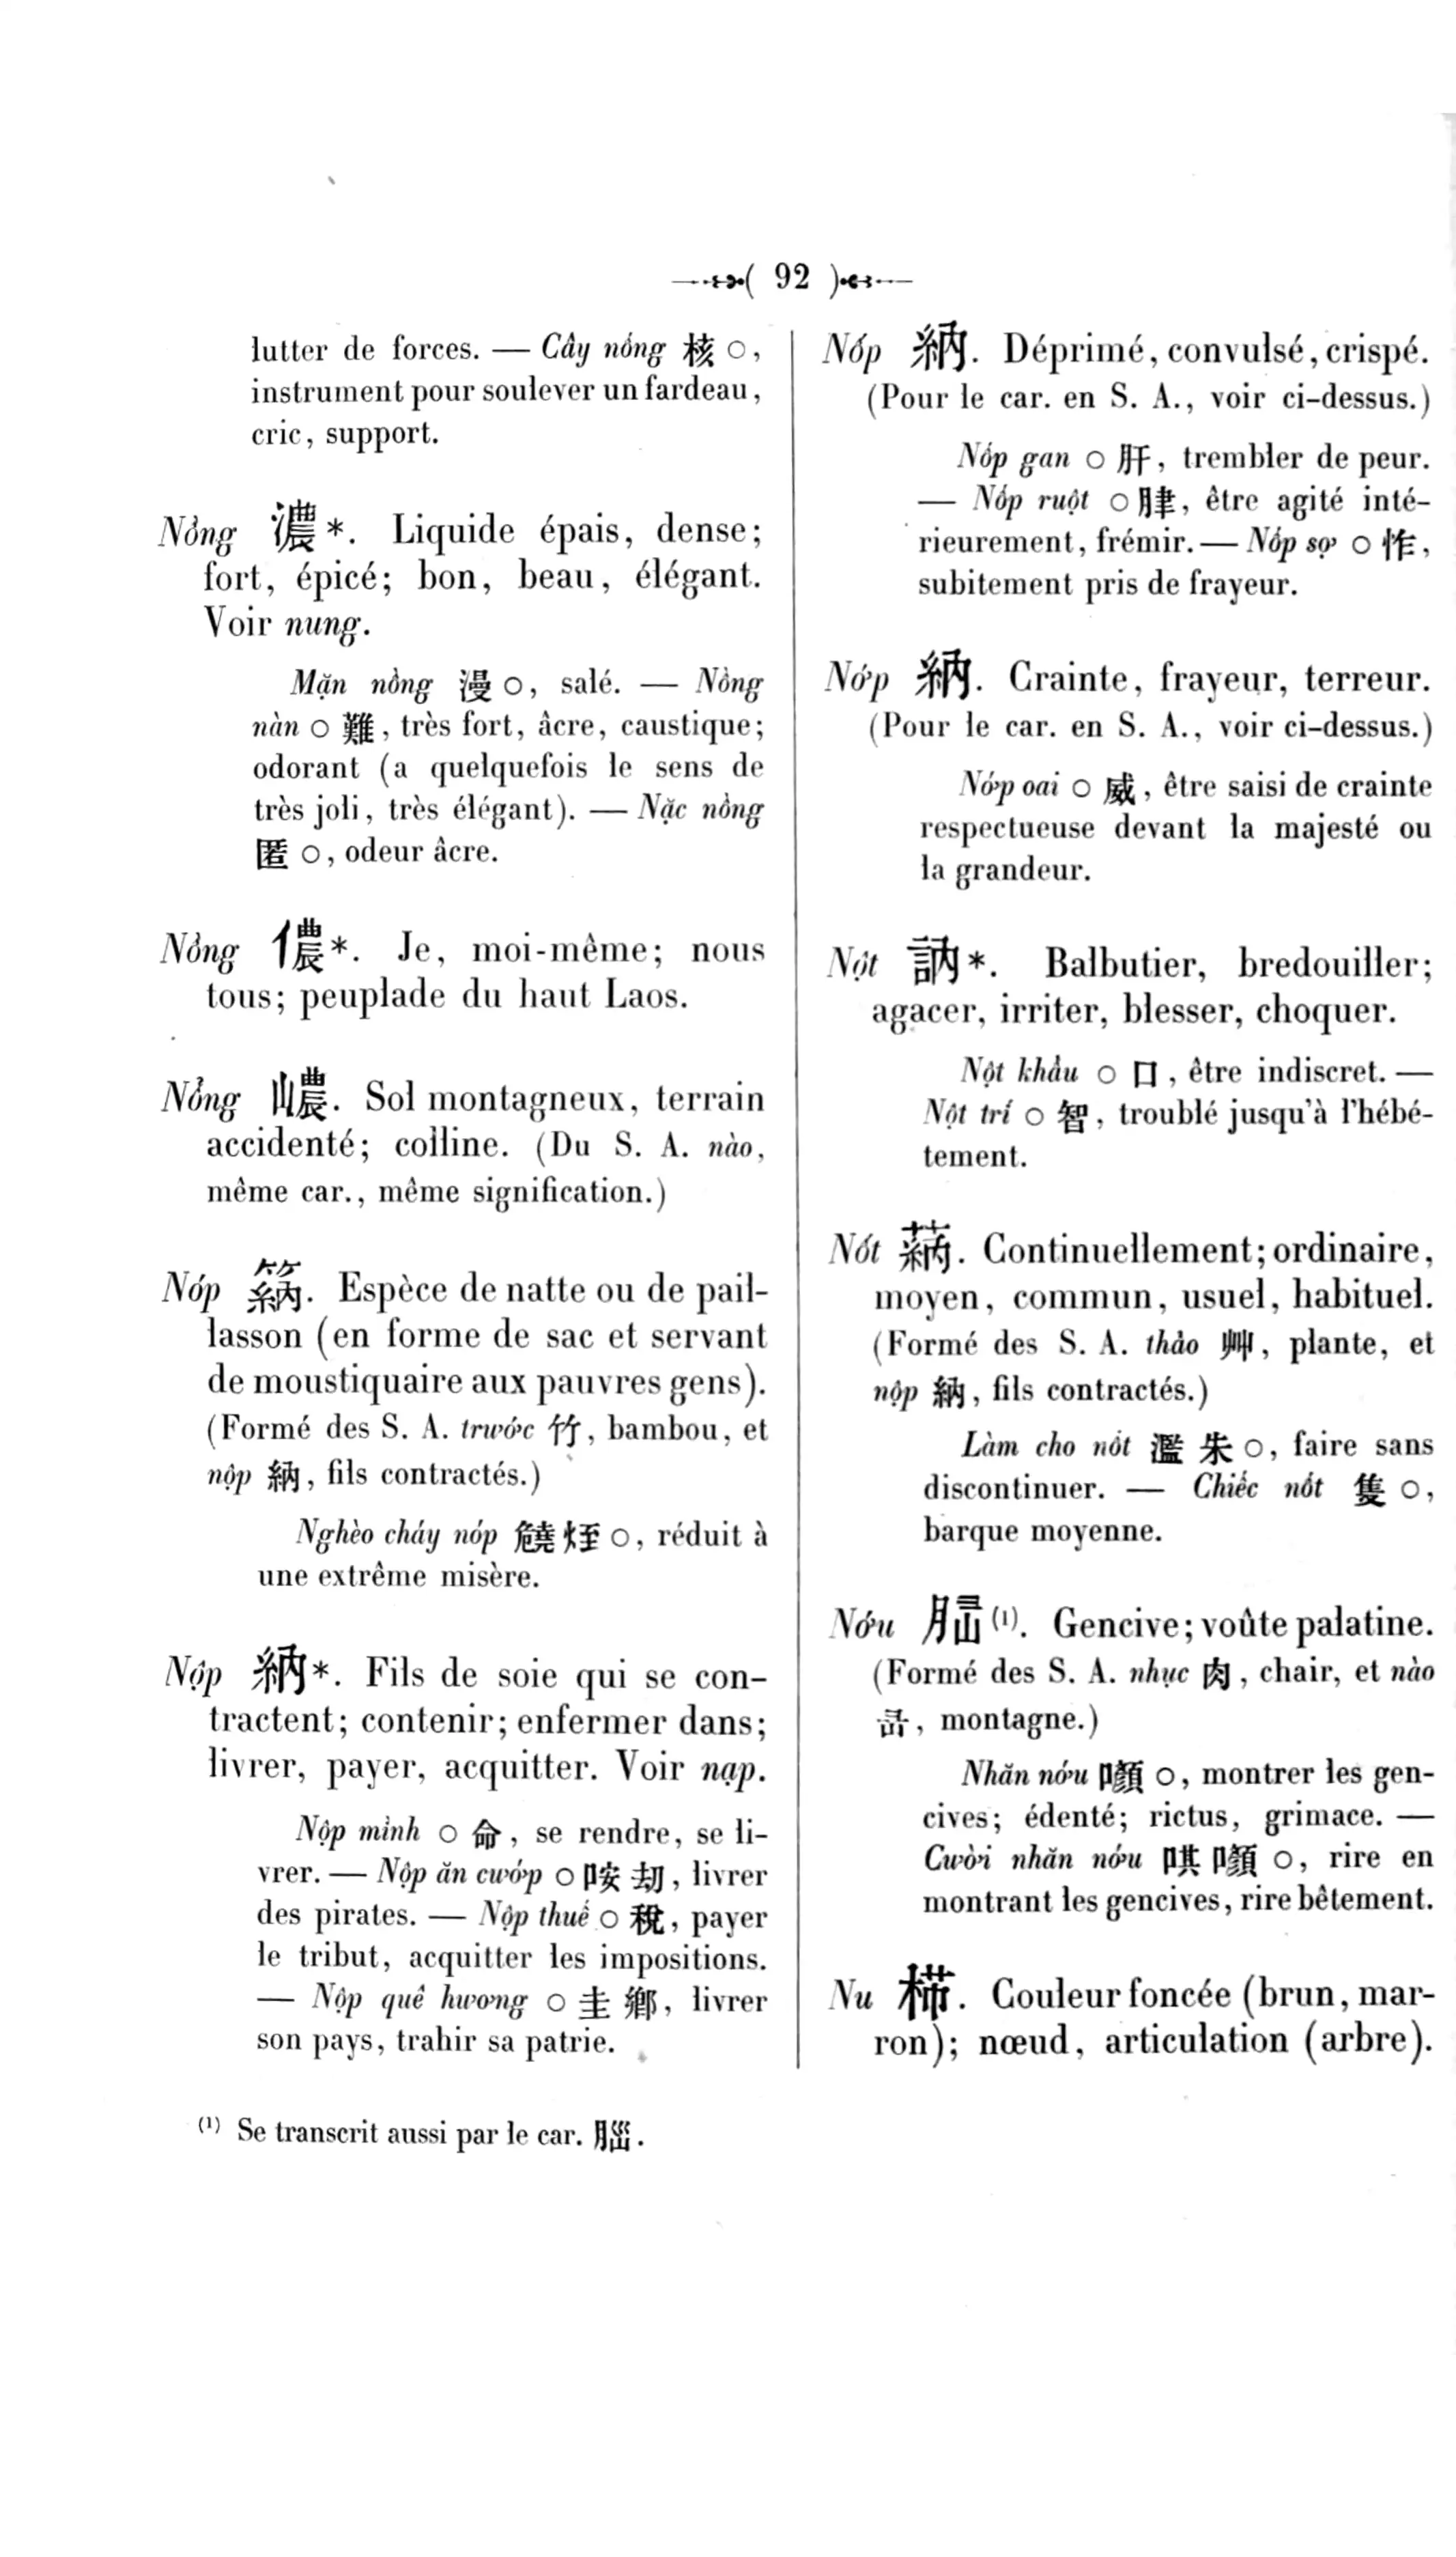 ( 92 )
lutter de forces. — Cây nống 核 ○,
instrument pour soulever un fardeau,
cric, support.
Nồng 濃*. Liquide épais, dense;
fort, épicé; bon, beau, élégant.
Voir nung.
Mặn nồng 漫○, salé. — Nồng
nàn ○ 難, très fort, âcre, caustique;
odorant (a quelquefois le sens de
très joli, très élégant). — Nặc nồng
匿 ○, odeur âcre.
Nồng 儂*. Je, moi-même; nous
tous; peuplade du haut Laos.
Nổng 㠢. Sol montagneux, terrain
accidenté; colline. (Du S. A. nào,
même car., même signification.)
Nóp 䇣. Espèce de natte ou de pail-
lasson (en forme de sac et servant
de moustiquaire aux pauvres gens).
(Formé des S. A. trước 竹, bambou, et
nộp 納, fils contractés.)
Nghèo cháy nóp 𩂏 𤈜 ○, réduit à
une extrême misère.
Nộp 納*. Fils de soie qui se con-
tractent; contenir; enfermer dans;
livrer, payer, acquitter. Voir nạp.
Nộp mình ○ 命, se rendre, se li-
vrer. — Nộp ăn cướp ○ 咹 刼, livrer
des pirates. — Nộp thuế ○ 稅, payer
le tribut, acquitter les impositions.
— Nộp quê hương ○ 圭 鄉, livrer
son pays, trahir sa patrie.
(1) Se transcrit aussi par le car.
Nốp 納. Déprimé, convulsé, crispé.
(Pour le car. en S. A., voir ci-dessus.)
Nốp gan ○ 肝, trembler de peur.
— Nốp ruột ○ 𦛌, être agité inté-
rieurement, frémir. — Nốp sợ ○ 怍,
subitement pris de frayeur.
Nớp 納. Crainte, frayeur, terreur.
(Pour le car. en S. A., voir ci-dessus.)
Nớp oai ○ 威, être saisi de crainte
respectueuse devant la majesté ou
la grandeur.
Nột 訥*. Balbutier, bredouiller;
agacer, irriter, blesser, choquer.
Nột khẩu ○ 口, être indiscret. —
Nột trí ○ 智, troublé jusqu'à l'hébé-
tement.
Nốt 蒳. Continuellement; ordinaire,
moyen, commun, usuel, habituel.
(Formé des S. A. thảo 艸, plante, et
nộp 納, fils contractés.)
Làm cho nốt 濫 朱 ○, faire sans
discontinuer. — Chiếc nốt 隻 ○,
barque moyenne.
Nớu (1). Gencive; voûte palatine.
(Formé des S. A. nhục 肉, chair, et nào
, montagne.)
Nhăn nớu ○, montrer les gen-
cives; édenté; rictus, grimace. —
Cười nhăn nớu 唭 ○, rire en
montrant les gencives, rire bêtement.
Nu. Couleur foncée (brun, mar-
ron); nœud, articulation (arbre).